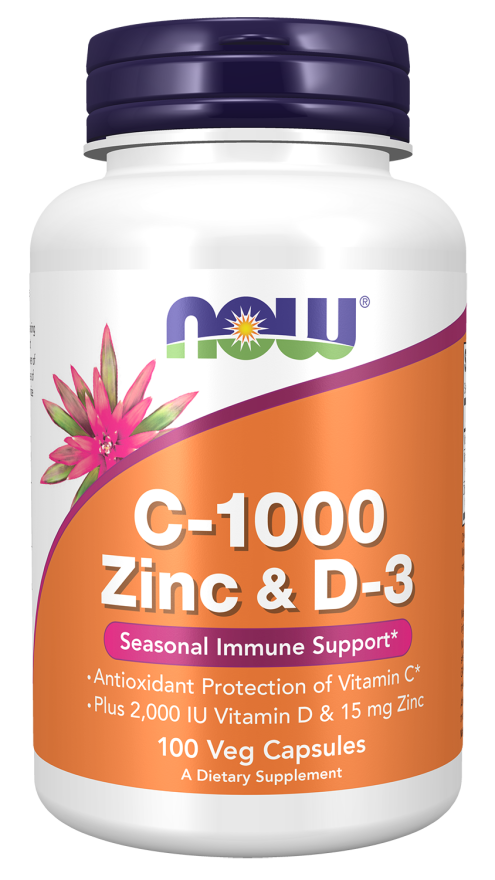 NOW®
C-1000
Zinc & D-3
Seasonal Immune Support*
•Antioxidant Protection of Vitamin C*
•Plus 2,000 IU Vitamin D & 15 mg Zinc
100 Veg Capsules
A Dietary Supplement